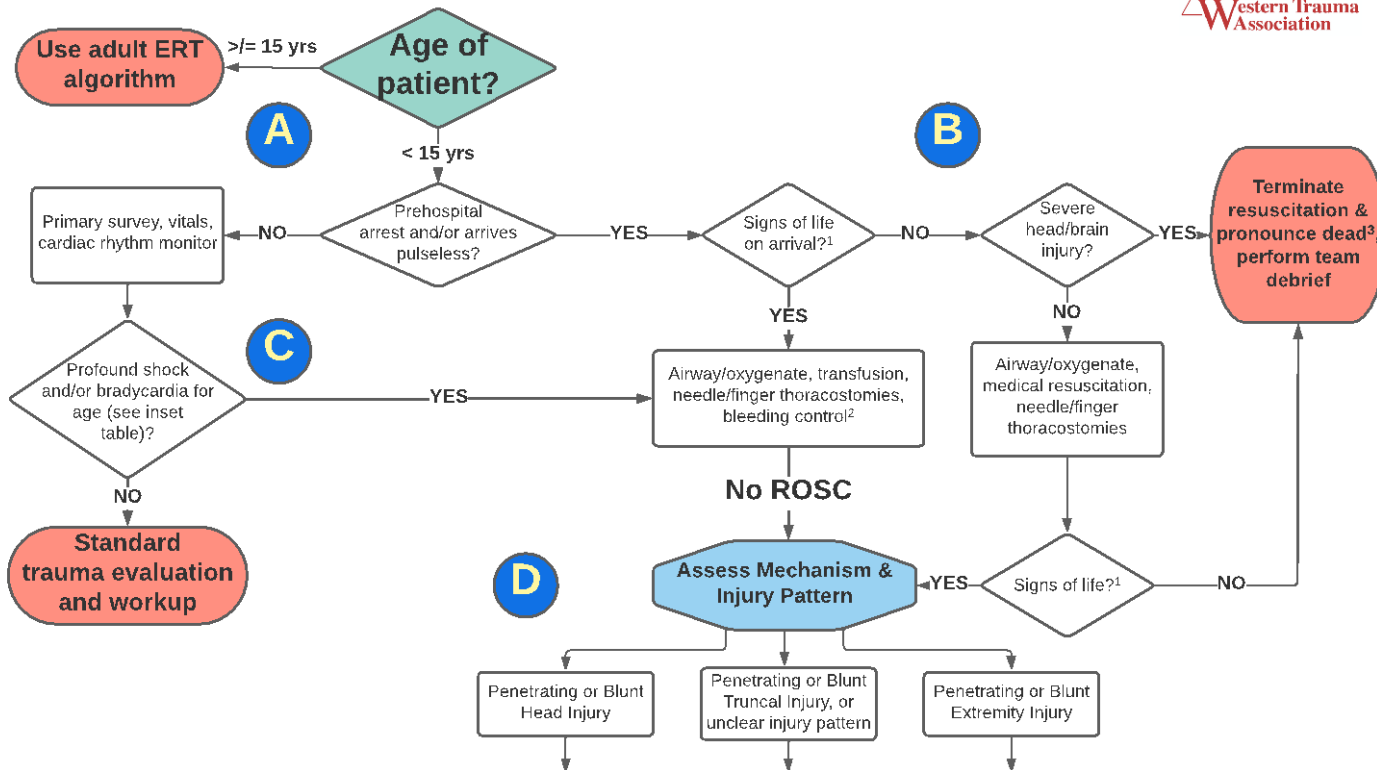 Western Trauma
Association
Use adult ERT
algorithm
>/= 15 yrs
Age of
patient?
A
B
< 15 yrs
Primary survey, vitals,
cardiac rhythm monitor
NO
Prehospital
arrest and/or arrives
pulseless?
YES
Signs of life
on arrival?¹
NO
Severe
head/brain
injury?
YES
Terminate
resuscitation &
pronounce dead³,
perform team
debrief
YES
NO
C
Profound shock
and/or bradycardia for
age (see inset
table)?
YES
Airway/oxygenate, transfusion,
needle/finger thoracostomies,
bleeding control²
Airway/oxygenate,
medical resuscitation,
needle/finger
thoracostomies
NO
No ROSC
Standard
trauma evaluation
and workup
D
Assess Mechanism &
Injury Pattern
YES
Signs of life?¹
NO
Penetrating or Blunt
Head Injury
Penetrating or Blunt
Truncal Injury, or
unclear injury pattern
Penetrating or Blunt
Extremity Injury